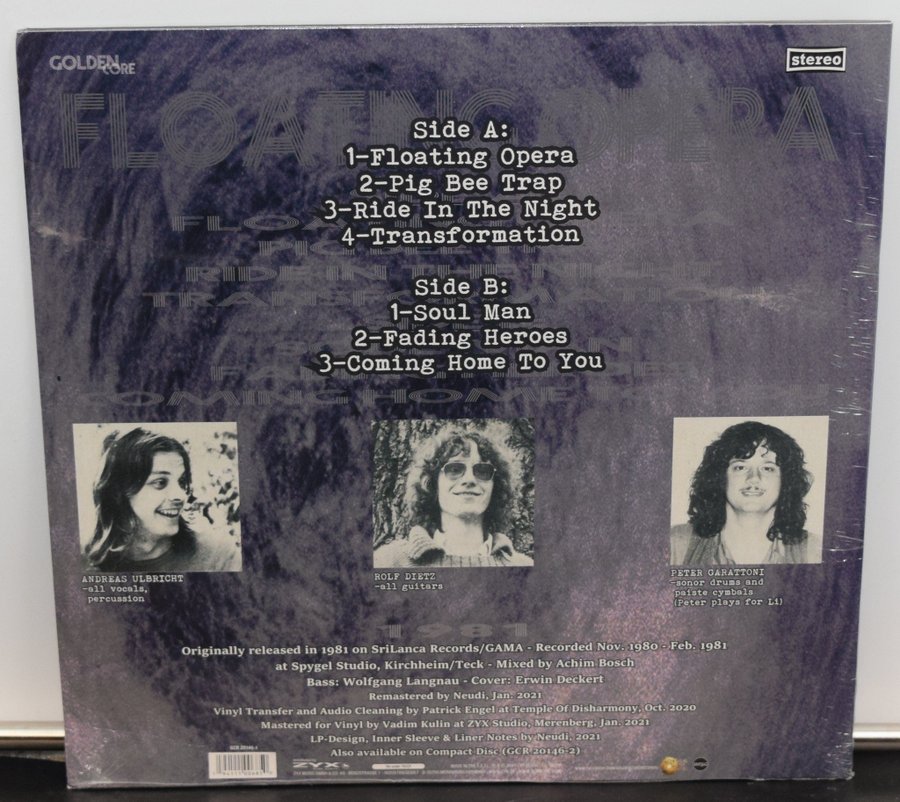 GOLDEN CORE
stereo
FLOATING OPERA
Side A:
1-Floating Opera
2-Pig Bee Trap
3-Ride In The Night
4-Transformation
Side B:
1-Soul Man
2-Fading Heroes
3-Coming Home To You
ANDREAS ULBRICHT
-all vocals,
percussion
ROLF DIETZ
-all guitars
PETER GARATTONI
-sonor drums and
paiste cymbals
(Peter plays for Li)
1981
Originally released in 1981 on SriLanca Records/GAMA - Recorded Nov. 1980 - Feb. 1981
at Spygel Studio, Kirchheim/Teck - Mixed by Achim Bosch
Bass: Wolfgang Langnau - Cover: Erwin Deckert
Remastered by Neudi, Jan. 2021
Vinyl Transfer and Audio Cleaning by Patrick Engel at Temple Of Disharmony, Oct. 2020
Mastered for Vinyl by Vadim Kulin at ZYX Studio, Merenberg, Jan. 2021
LP-Design, Inner Sleeve & Liner Notes by Neudi, 2021
Also available on Compact Disc (GCR 20146-2)
GCR 20146-1
ZYX